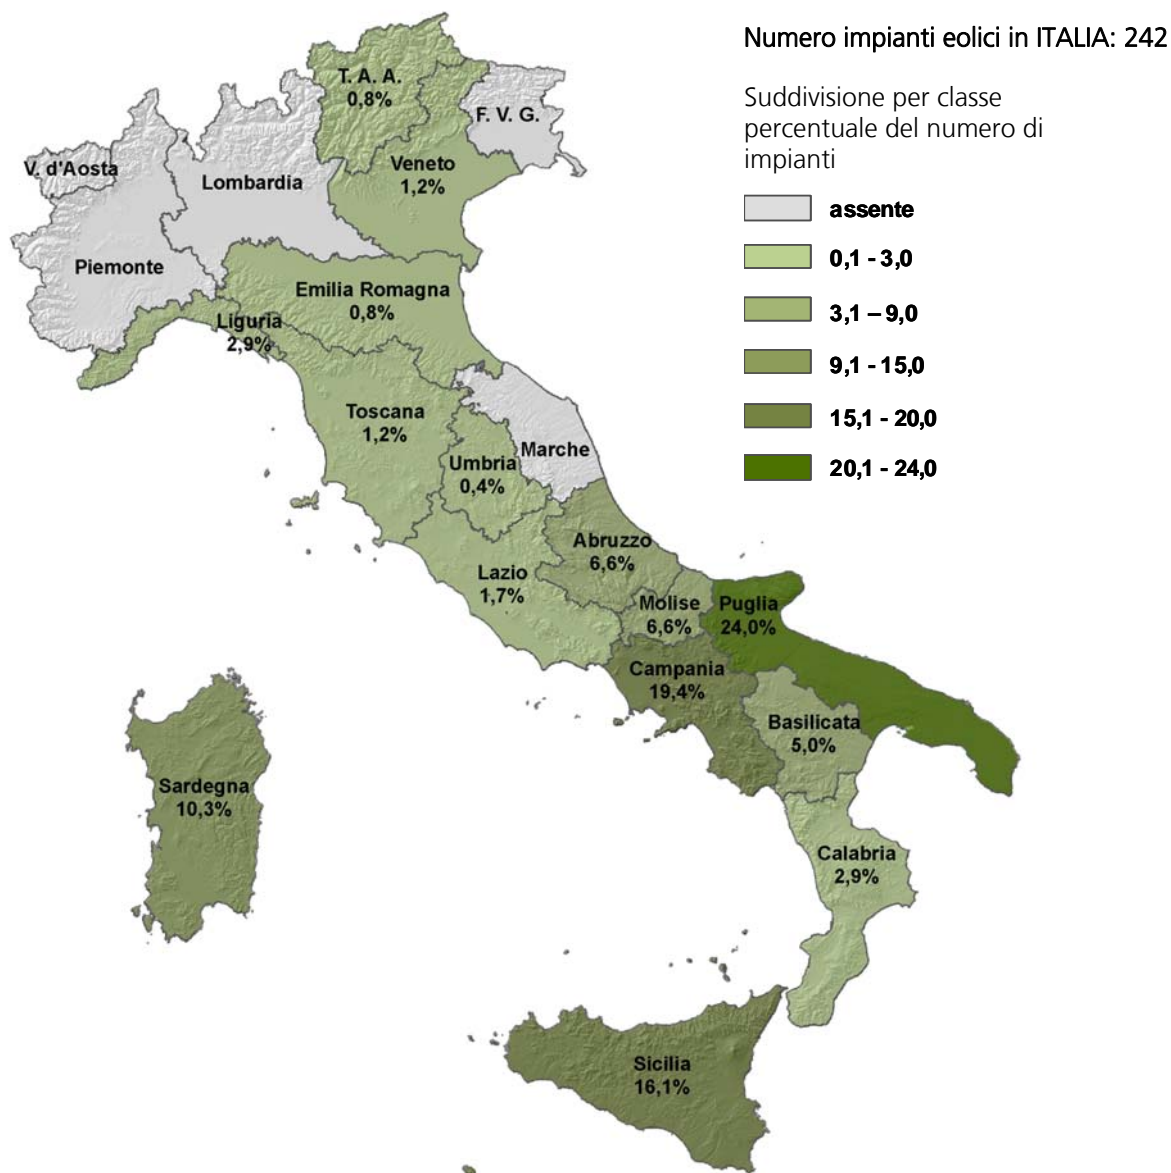 Numero impianti eolici in ITALIA: 242
Suddivisione per classe
percentuale del numero di
impianti
assente
0,1 - 3,0
3,1 – 9,0
9,1 - 15,0
15,1 - 20,0
20,1 - 24,0
T. A. A.
0,8%
F. V. G.
V. d'Aosta
Lombardia
Veneto
1,2%
Piemonte
Emilia Romagna
0,8%
Liguria
2,9%
Toscana
1,2%
Umbria
0,4%
Marche
Abruzzo
6,6%
Lazio
1,7%
Molise
6,6%
Puglia
24,0%
Campania
19,4%
Basilicata
5,0%
Sardegna
10,3%
Calabria
2,9%
Sicilia
16,1%